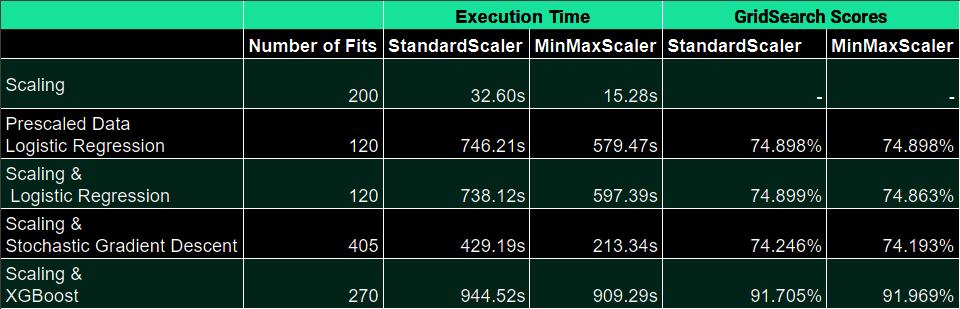 Execution Time GridSearch Scores
Number of Fits StandardScaler MinMaxScaler StandardScaler MinMaxScaler
Scaling
200 32.60s 15.28s - -
Prescaled Data
Logistic Regression 120 746.21s 579.47s 74.898% 74.898%
Scaling &
Logistic Regression 120 738.12s 597.39s 74.899% 74.863%
Scaling &
Stochastic Gradient Descent 405 429.19s 213.34s 74.246% 74.193%
Scaling &
XGBoost 270 944.52s 909.29s 91.705% 91.969%